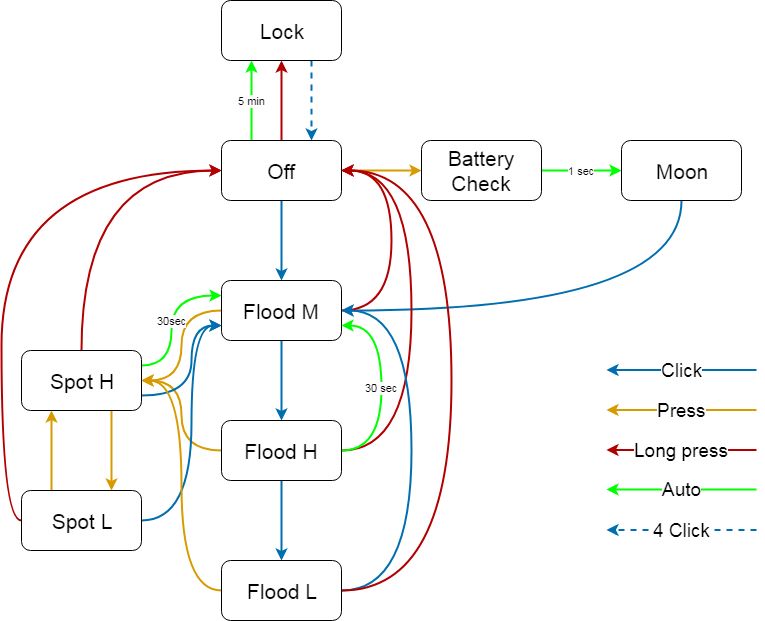 Lock
5 min
Off
Battery
Check
1 sec
Moon
30sec
Flood M
Spot H
30 sec
Click
Press
Flood H
Long press
Auto
Spot L
4 Click
Flood L